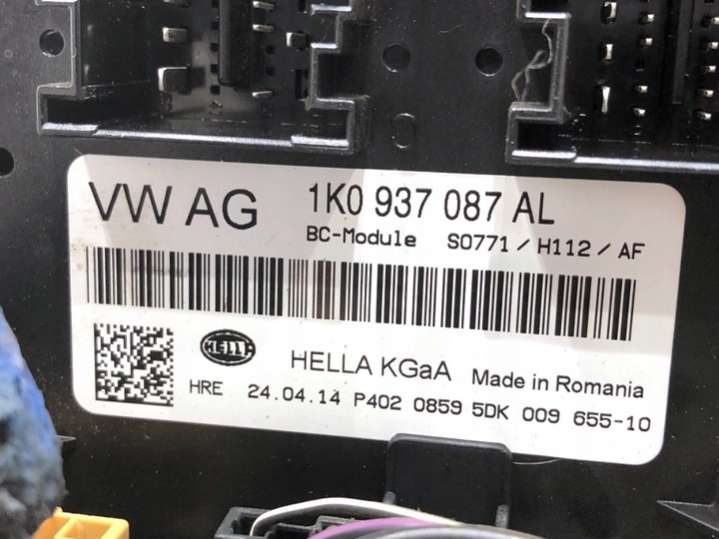 VW AG 1K0 937 087 AL
BC-Module S0771/H112/AF
HELLA
HELLA KGaA Made in Romania
HRE 24.04.14 P402 0859 5DK 009 655-10